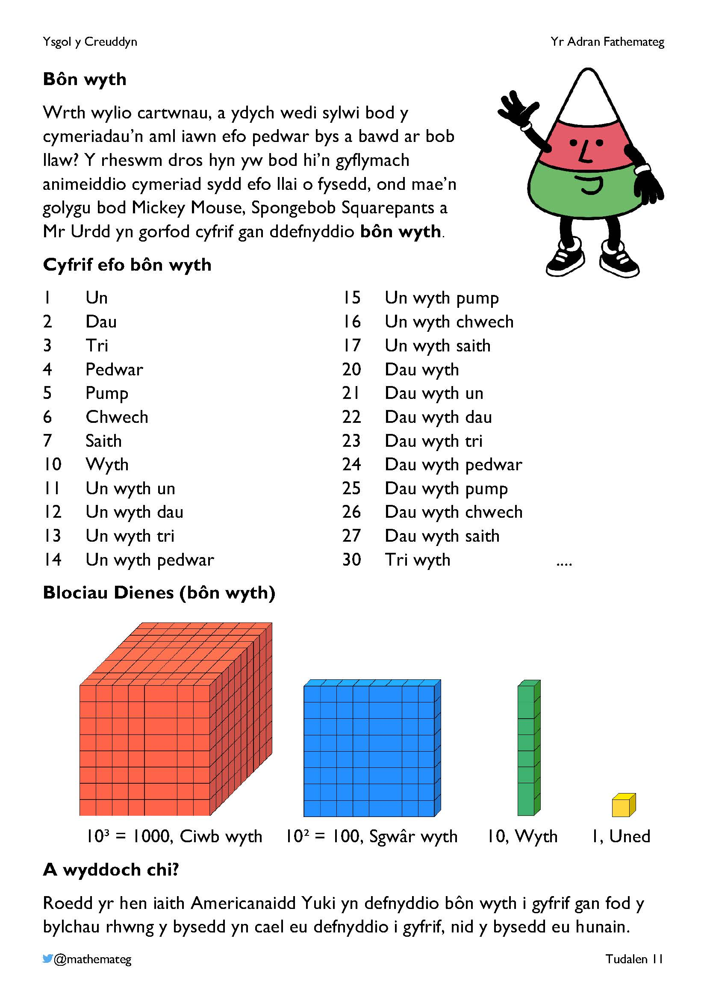 Ysgol y Creuddyn
Yr Adran Fathemateg
Bôn wyth
Wrth wylio cartwnau, a ydych wedi sylwi bod y
cymeriadau’n aml iawn efo pedwar bys a bawd ar bob
llaw? Y rheswm dros hyn yw bod hi’n gyflymach
animeiddio cymeriad sydd efo llai o fysedd, ond mae’n
golygu bod Mickey Mouse, Spongebob Squarepants a
Mr Urdd yn gorfod cyfrif gan ddefnyddio bôn wyth.
Cyfrif efo bôn wyth
1 Un
2 Dau
3 Tri
4 Pedwar
5 Pump
6 Chwech
7 Saith
10 Wyth
11 Un wyth un
12 Un wyth dau
13 Un wyth tri
14 Un wyth pedwar
15 Un wyth pump
16 Un wyth chwech
17 Un wyth saith
20 Dau wyth
21 Dau wyth un
22 Dau wyth dau
23 Dau wyth tri
24 Dau wyth pedwar
25 Dau wyth pump
26 Dau wyth chwech
27 Dau wyth saith
30 Tri wyth ....
Blociau Dienes (bôn wyth)
10³ = 1000, Ciwb wyth
10² = 100, Sgwâr wyth
10, Wyth
1, Uned
A wyddoch chi?
Roedd yr hen iaith Americanaidd Yuki yn defnyddio bôn wyth i gyfrif gan fod y
bylchau rhwng y bysedd yn cael eu defnyddio i gyfrif, nid y bysedd eu hunain.
@mathemateg
Tudalen 11